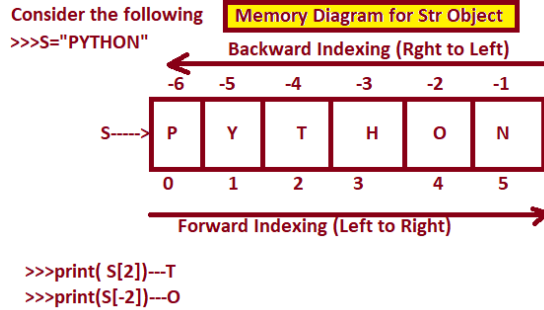 Consider the following
Memory Diagram for Str Object
>>>S="PYTHON"
Backward Indexing (Rght to Left)
-6 -5 -4 -3 -2 -1
S-----> P Y T H O N
0 1 2 3 4 5
Forward Indexing (Left to Right)
>>>print( S[2])---T
>>>print(S[-2])---O